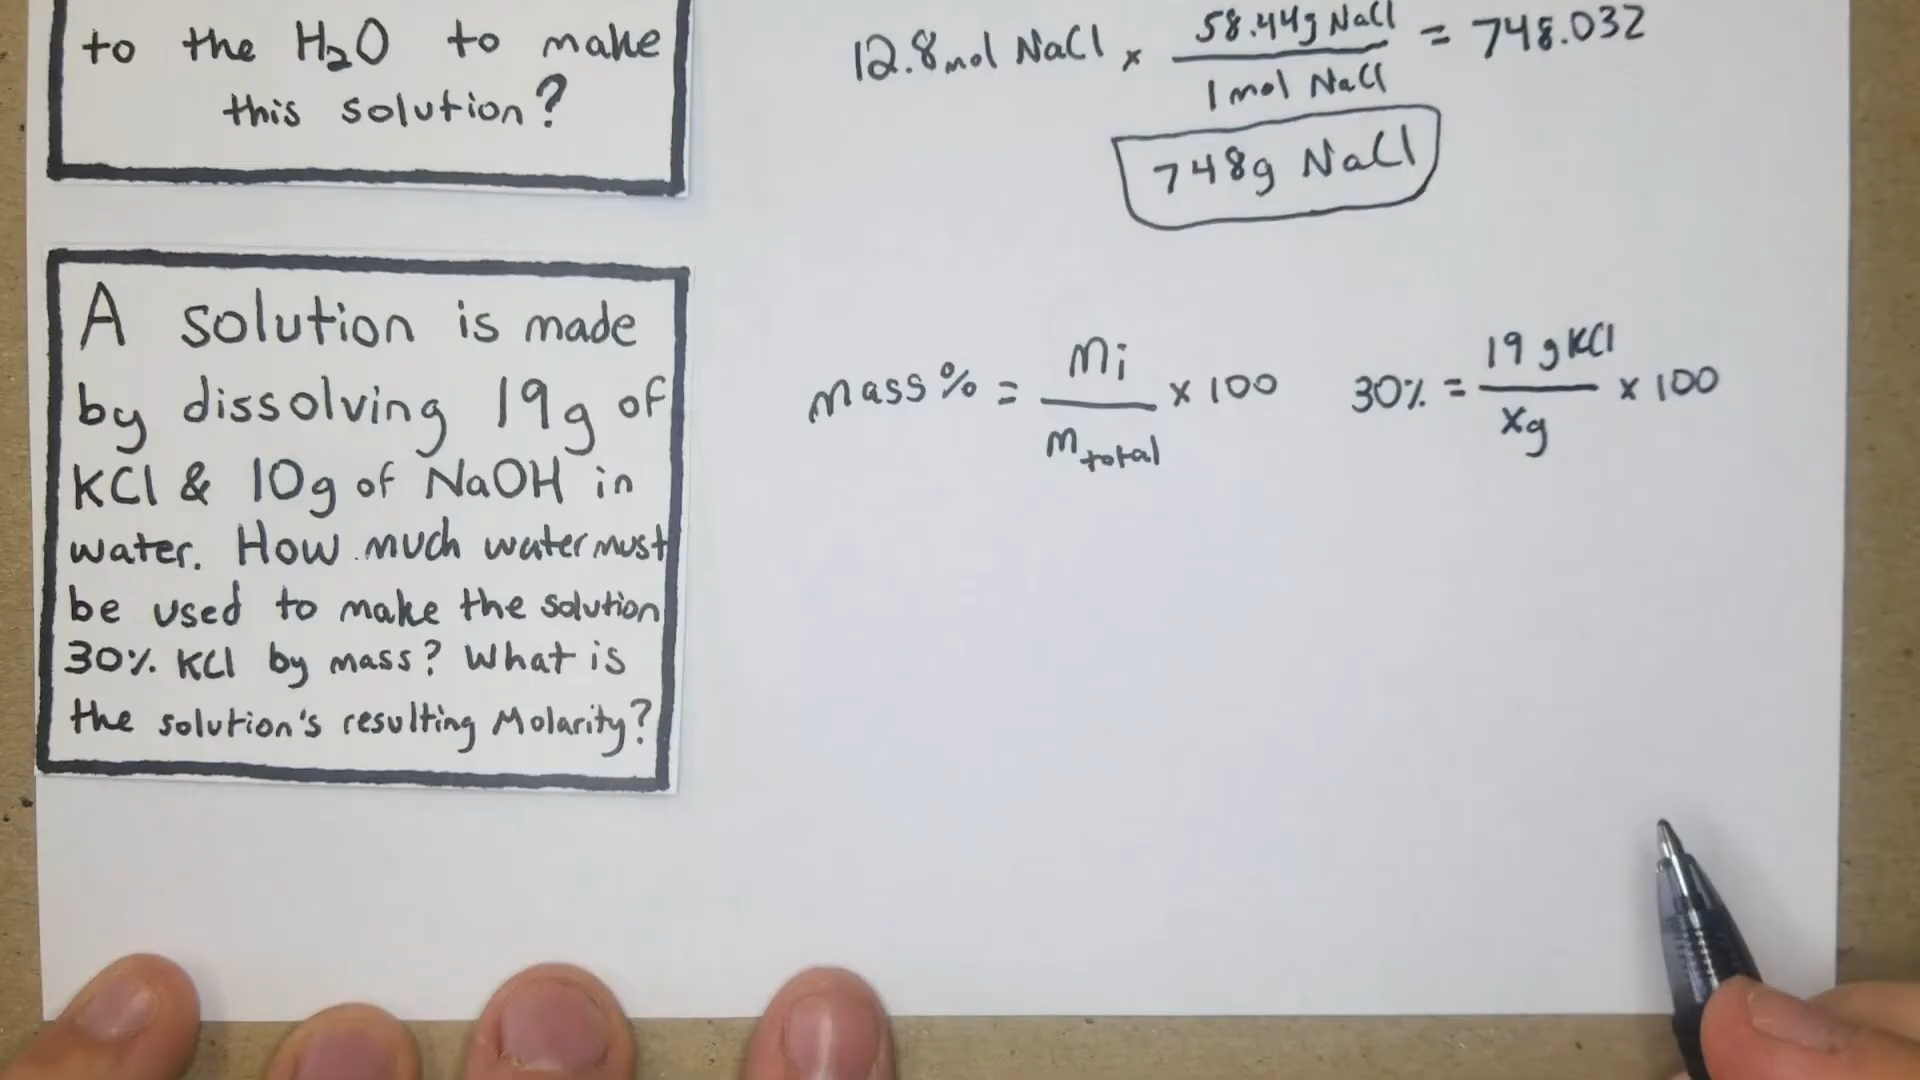 to the H₂O to make
this solution?
12.8mol NaCl x 58.44g NaCl / 1 mol NaCl = 748.032
748g NaCl
A solution is made
by dissolving 19g of
KCl & 10g of NaOH in
water. How much water must
be used to make the solution
30% KCl by mass? What is
the solution's resulting Molarity?
mass % = mi / mtotal x 100
30% = 19 g KCl / xg x 100